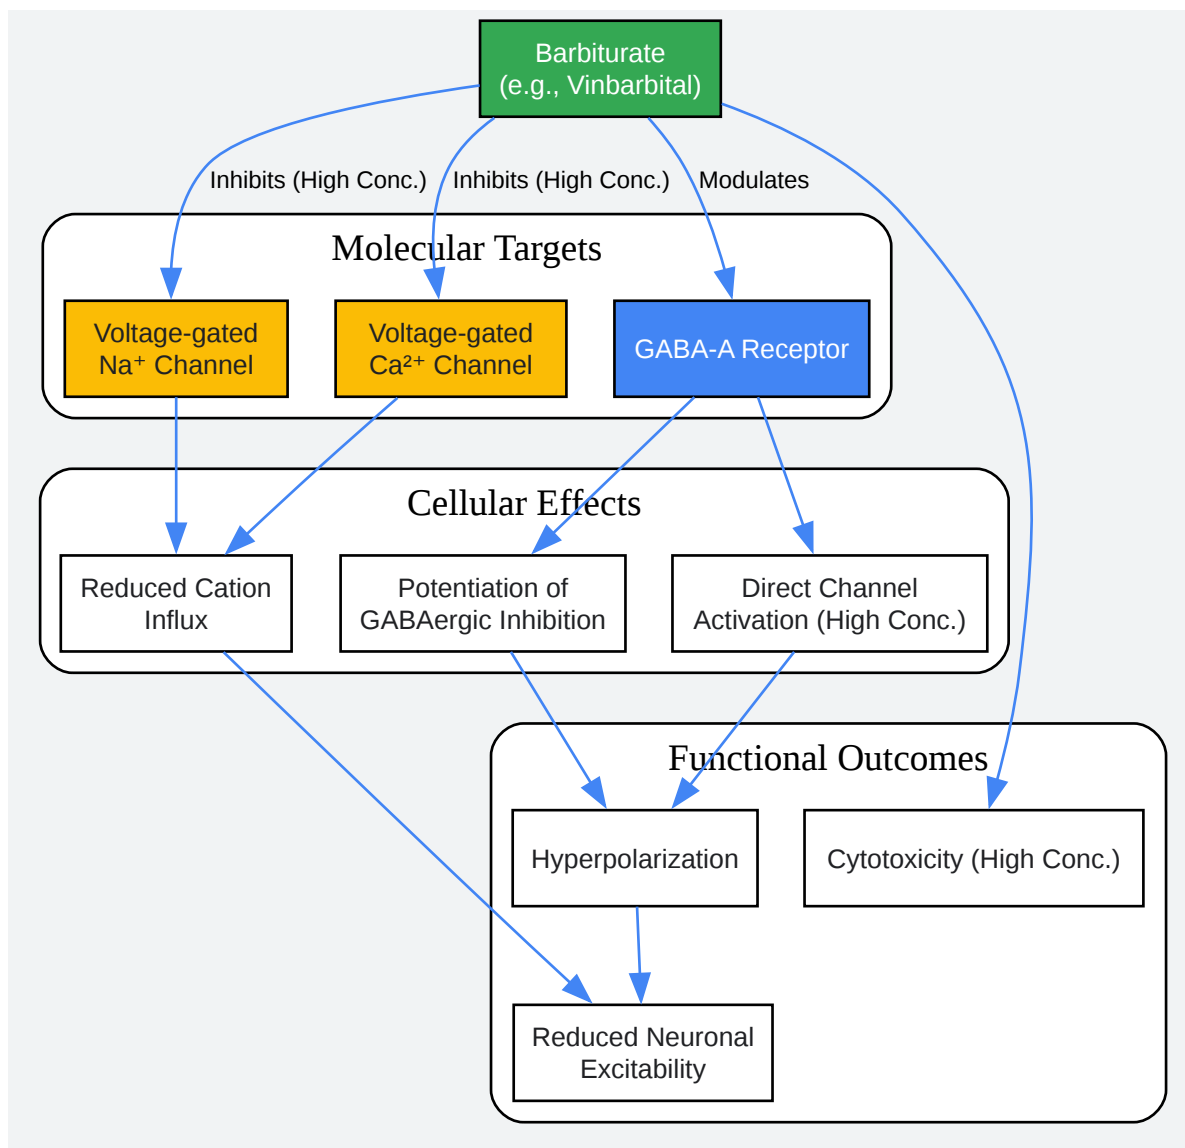 Barbiturate
(e.g., Vinbarbital)
Inhibits (High Conc.)
Inhibits (High Conc.)
Modulates
Molecular Targets
Voltage-gated
Na⁺ Channel
Voltage-gated
Ca²⁺ Channel
GABA-A Receptor
Cellular Effects
Reduced Cation
Influx
Potentiation of
GABAergic Inhibition
Direct Channel
Activation (High Conc.)
Functional Outcomes
Hyperpolarization
Cytotoxicity (High Conc.)
Reduced Neuronal
Excitability